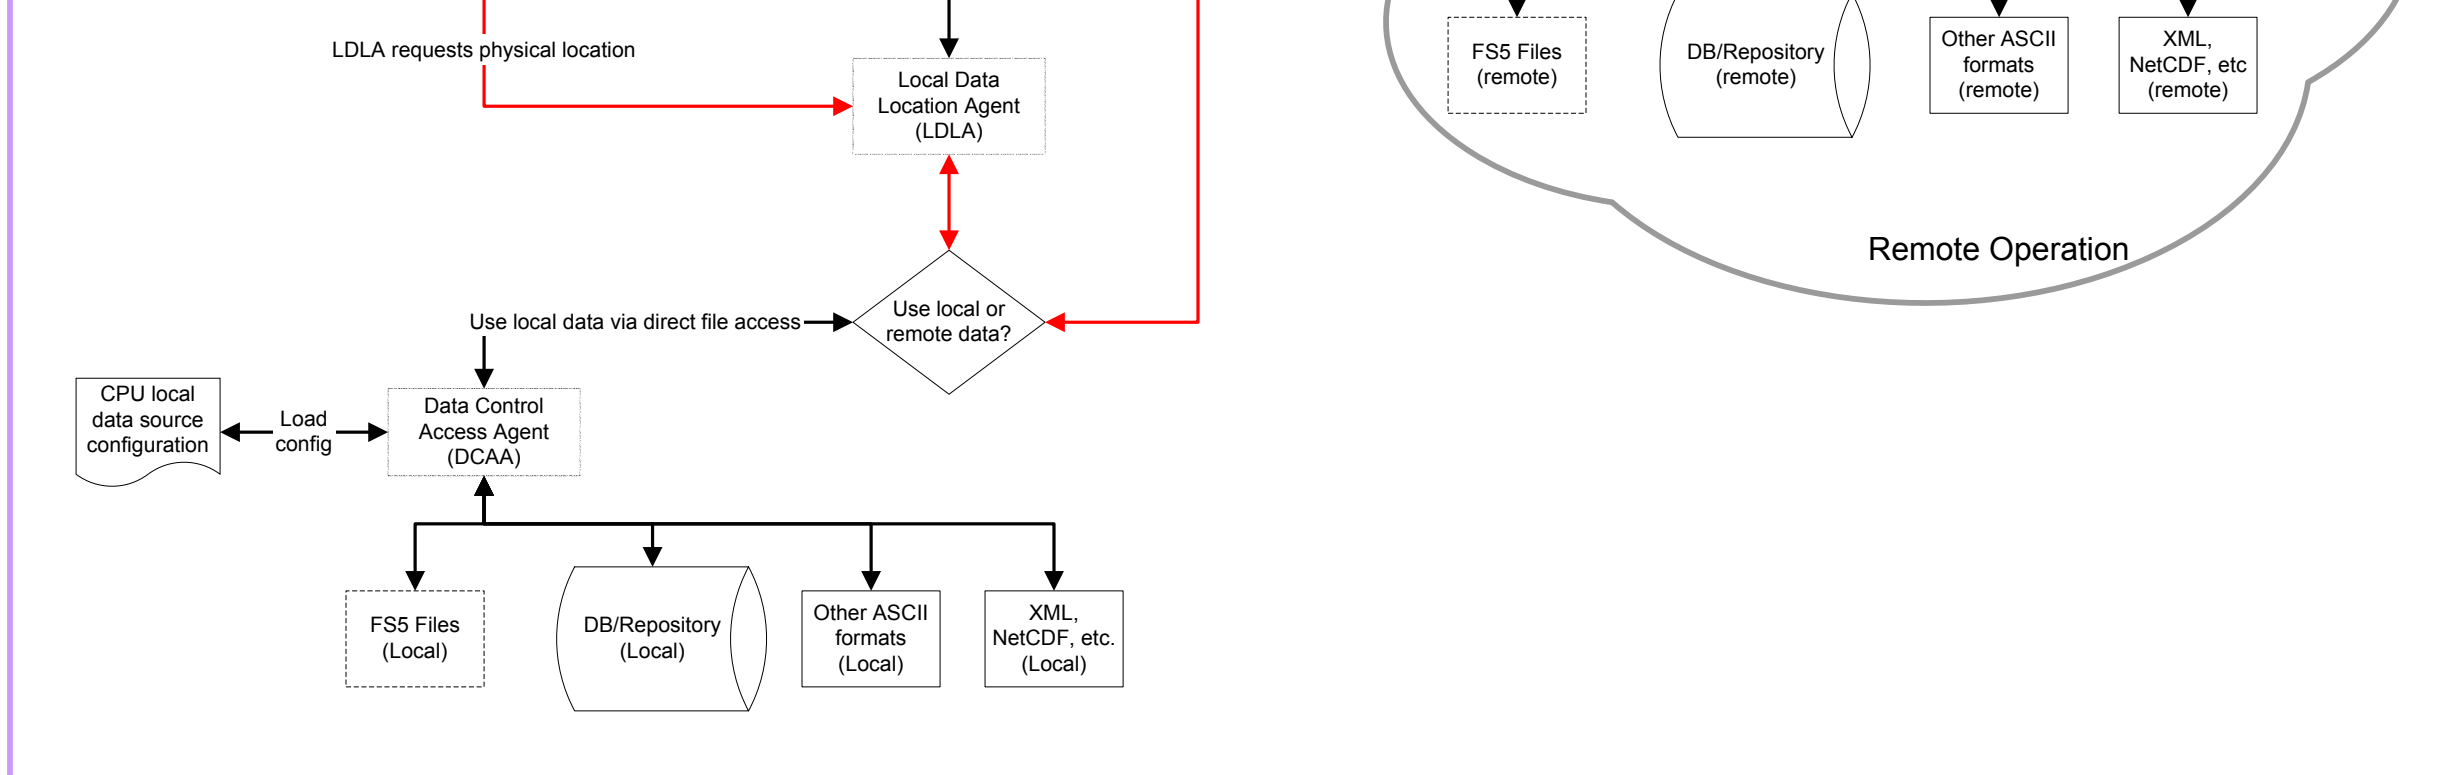 LDLA requests physical location
Local Data
Location Agent
(LDLA)
FS5 Files
(remote)
DB/Repository
(remote)
Other ASCII
formats
(remote)
XML,
NetCDF, etc
(remote)
Remote Operation
Use local or
remote data?
Use local data via direct file access
CPU local
data source
configuration
Load
config
Data Control
Access Agent
(DCAA)
FS5 Files
(Local)
DB/Repository
(Local)
Other ASCII
formats
(Local)
XML,
NetCDF, etc.
(Local)